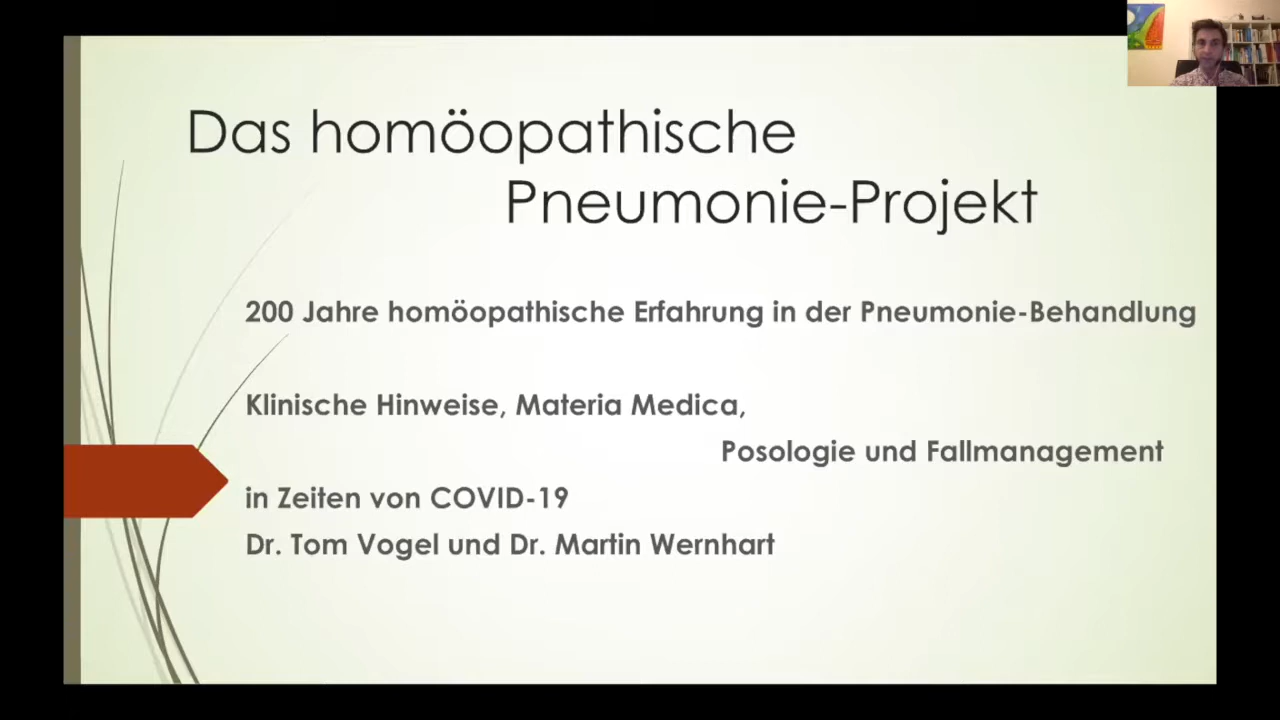 Das homöopathische
Pneumonie-Projekt
200 Jahre homöopathische Erfahrung in der Pneumonie-Behandlung
Klinische Hinweise, Materia Medica,
Posologie und Fallmanagement
in Zeiten von COVID-19
Dr. Tom Vogel und Dr. Martin Wernhart